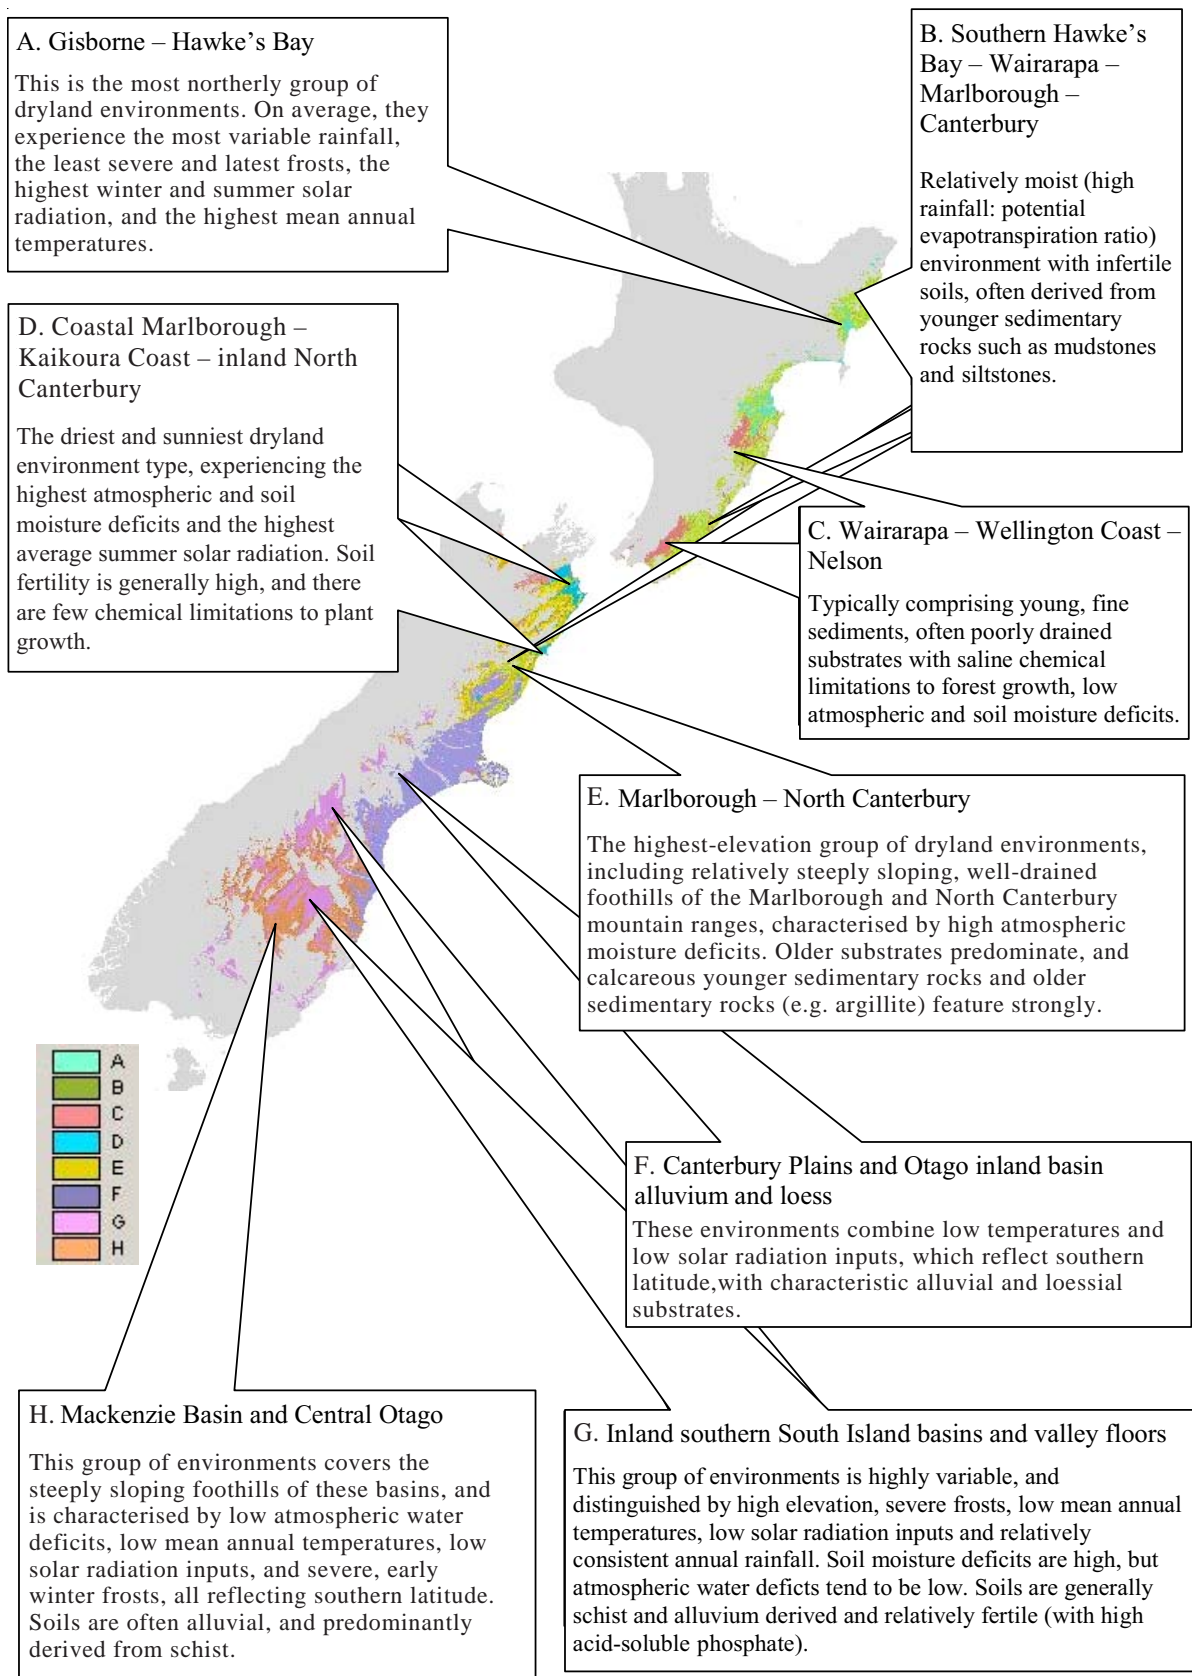 A. Gisborne – Hawke's Bay
This is the most northerly group of
dryland environments. On average, they
experience the most variable rainfall,
the least severe and latest frosts, the
highest winter and summer solar
radiation, and the highest mean annual
temperatures.
B. Southern Hawke's
Bay – Wairarapa –
Marlborough –
Canterbury
Relatively moist (high
rainfall: potential
evapotranspiration ratio)
environment with infertile
soils, often derived from
younger sedimentary
rocks such as mudstones
and siltstones.
D. Coastal Marlborough –
Kaikoura Coast – inland North
Canterbury
The driest and sunniest dryland
environment type, experiencing the
highest atmospheric and soil
moisture deficits and the highest
average summer solar radiation. Soil
fertility is generally high, and there
are few chemical limitations to plant
growth.
C. Wairarapa – Wellington Coast –
Nelson
Typically comprising young, fine
sediments, often poorly drained
substrates with saline chemical
limitations to forest growth, low
atmospheric and soil moisture deficits.
E. Marlborough – North Canterbury
The highest-elevation group of dryland environments,
including relatively steeply sloping, well-drained
foothills of the Marlborough and North Canterbury
mountain ranges, characterised by high atmospheric
moisture deficits. Older substrates predominate, and
calcareous younger sedimentary rocks and older
sedimentary rocks (e.g. argillite) feature strongly.
A
B
C
D
E
F
G
H
F. Canterbury Plains and Otago inland basin
alluvium and loess
These environments combine low temperatures and
low solar radiation inputs, which reflect southern
latitude,with characteristic alluvial and loessial
substrates.
H. Mackenzie Basin and Central Otago
This group of environments covers the
steeply sloping foothills of these basins, and
is characterised by low atmospheric water
deficits, low mean annual temperatures, low
solar radiation inputs, and severe, early
winter frosts, all reflecting southern latitude.
Soils are often alluvial, and predominantly
derived from schist.
G. Inland southern South Island basins and valley floors
This group of environments is highly variable, and
distinguished by high elevation, severe frosts, low mean annual
temperatures, low solar radiation inputs and relatively
consistent annual rainfall. Soil moisture deficits are high, but
atmospheric water deficts tend to be low. Soils are generally
schist and alluvium derived and relatively fertile (with high
acid-soluble phosphate).